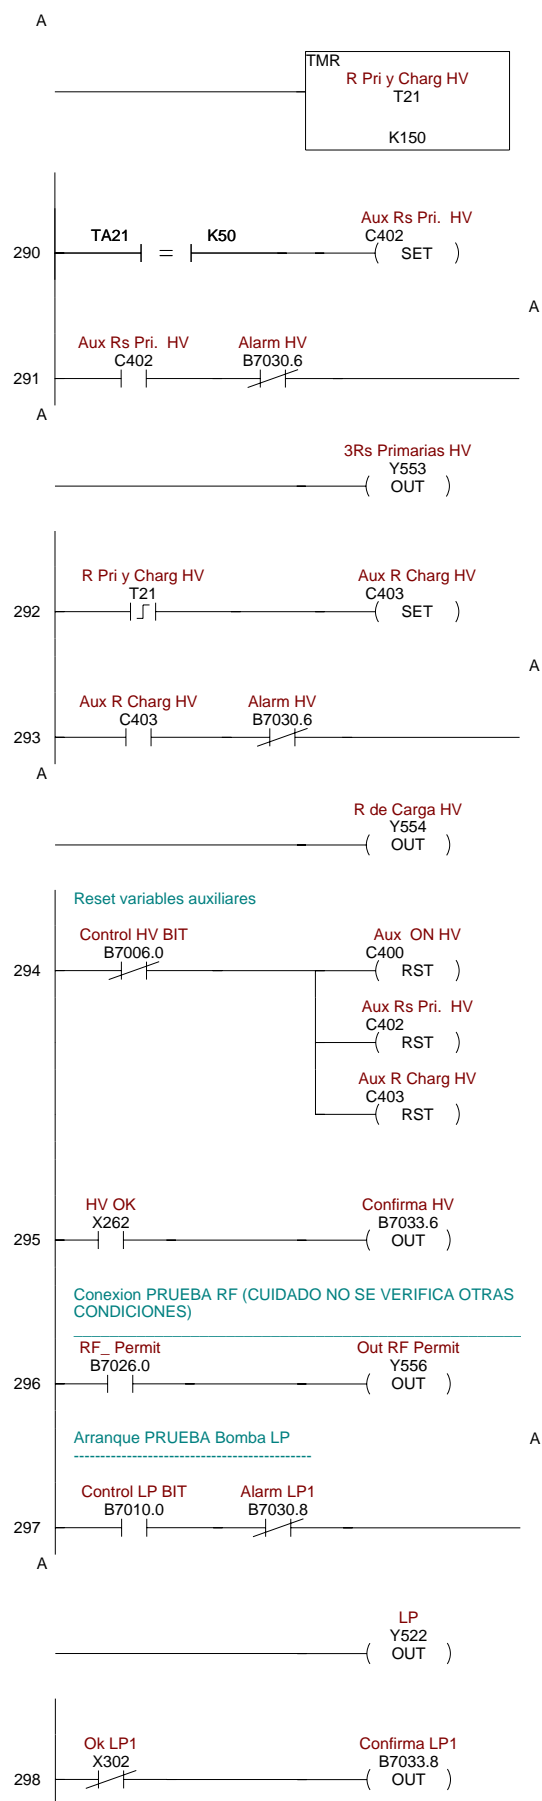 A
TMR
R Pri y Charg HV
T21
K150
Aux Rs Pri. HV
C402
290 TA21 = K50 ( SET )
A
Aux Rs Pri. HV Alarm HV
C402 B7030.6
291
A
3Rs Primarias HV
Y553
( OUT )
R Pri y Charg HV Aux R Charg HV
T21 C403
292 ( SET )
A
Aux R Charg HV Alarm HV
C403 B7030.6
293
A
R de Carga HV
Y554
( OUT )
Reset variables auxiliares
Control HV BIT Aux ON HV
B7006.0 C400
294 ( RST )
Aux Rs Pri. HV
C402
( RST )
Aux R Charg HV
C403
( RST )
HV OK Confirma HV
X262 B7033.6
295 ( OUT )
Conexion PRUEBA RF (CUIDADO NO SE VERIFICA OTRAS
CONDICIONES)
RF_ Permit Out RF Permit
B7026.0 Y556
296 ( OUT )
Arranque PRUEBA Bomba LP
A
--------------------------------------------
Control LP BIT Alarm LP1
B7010.0 B7030.8
297
A
LP
Y522
( OUT )
Ok LP1 Confirma LP1
X302 B7033.8
298 ( OUT )